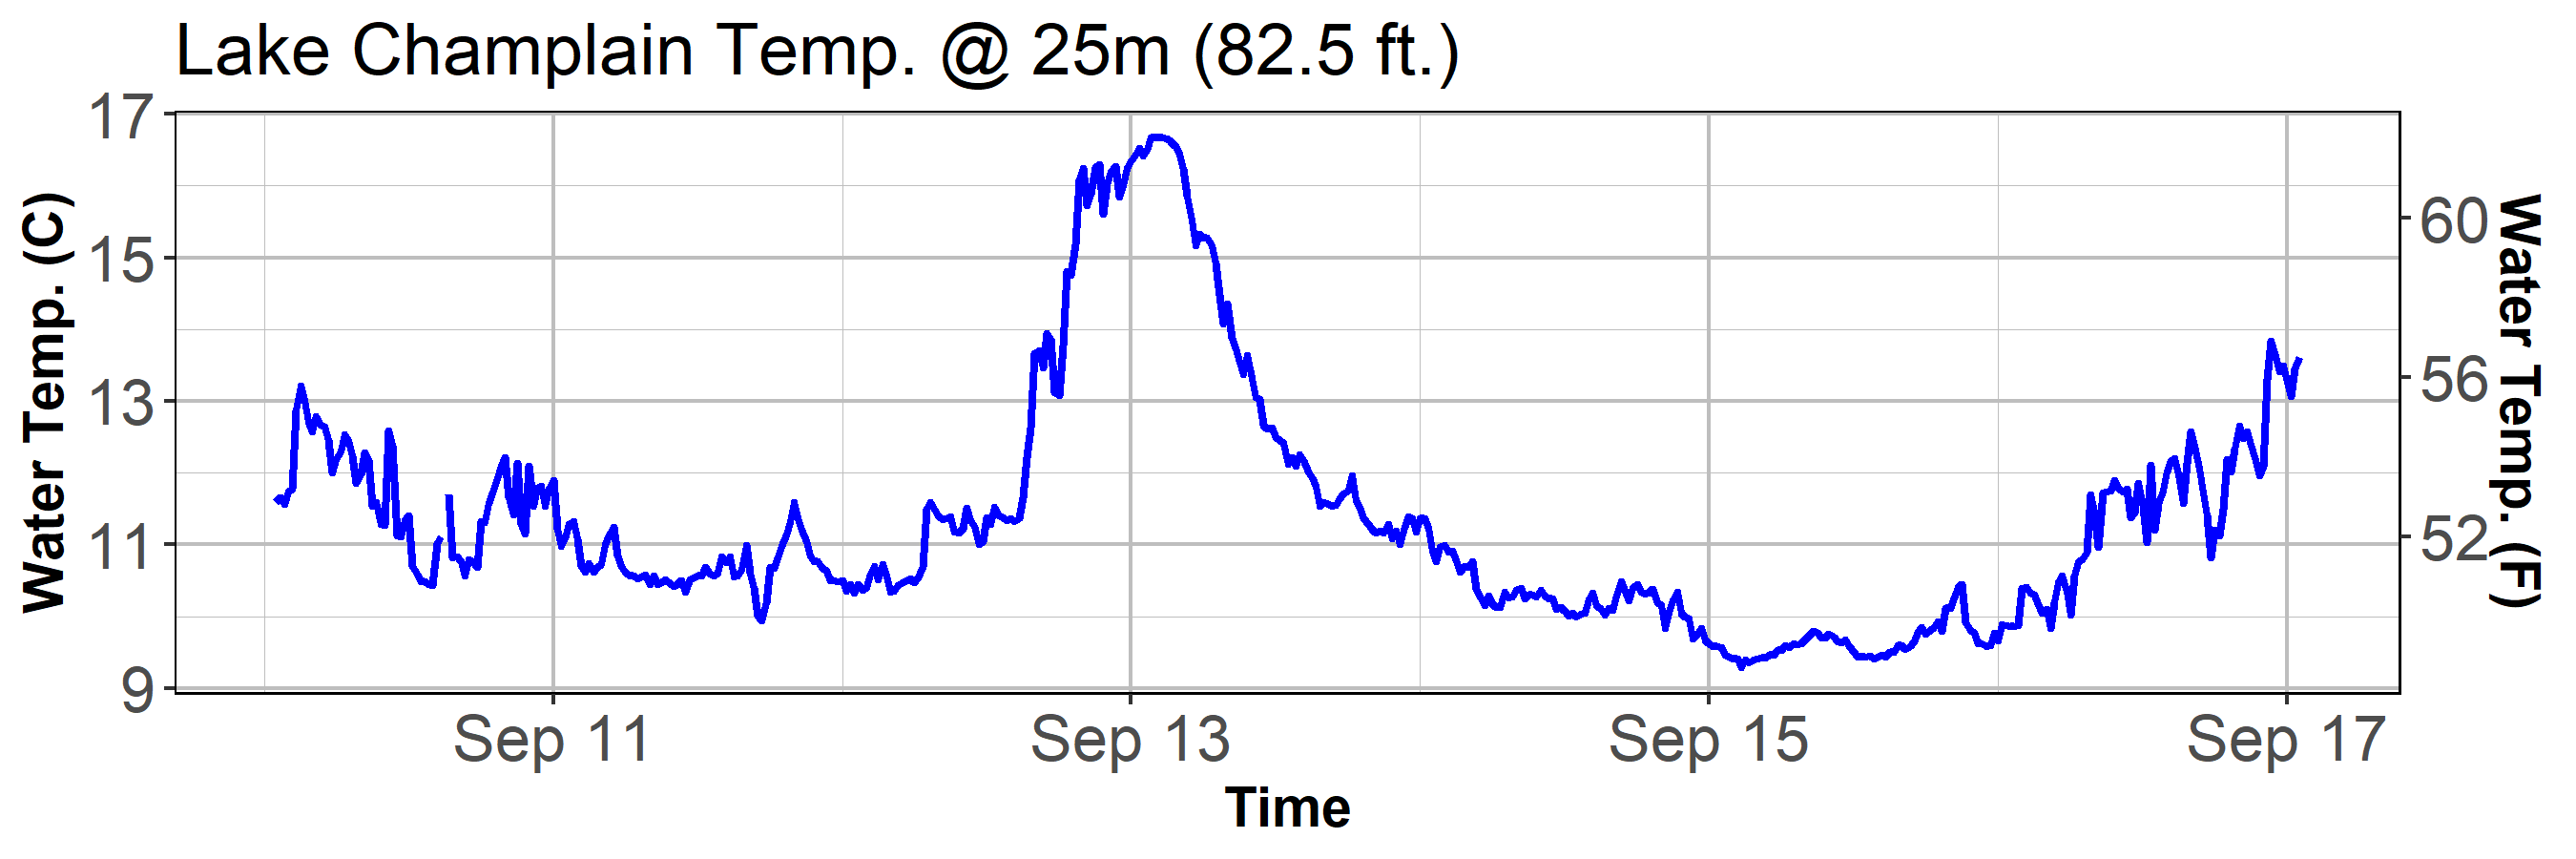 Lake Champlain Temp. @ 25m (82.5 ft.)
Water Temp. (C)
17
15
13
11
9
60
56
52
Water Temp. (F)
Sep 11
Sep 13
Sep 15
Sep 17
Time